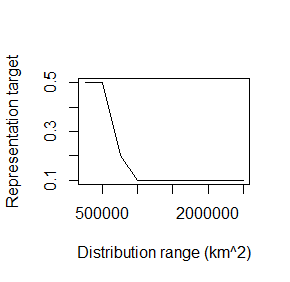 Representation target
0.5
0.3
0.1
500000
2000000
Distribution range (km^2)